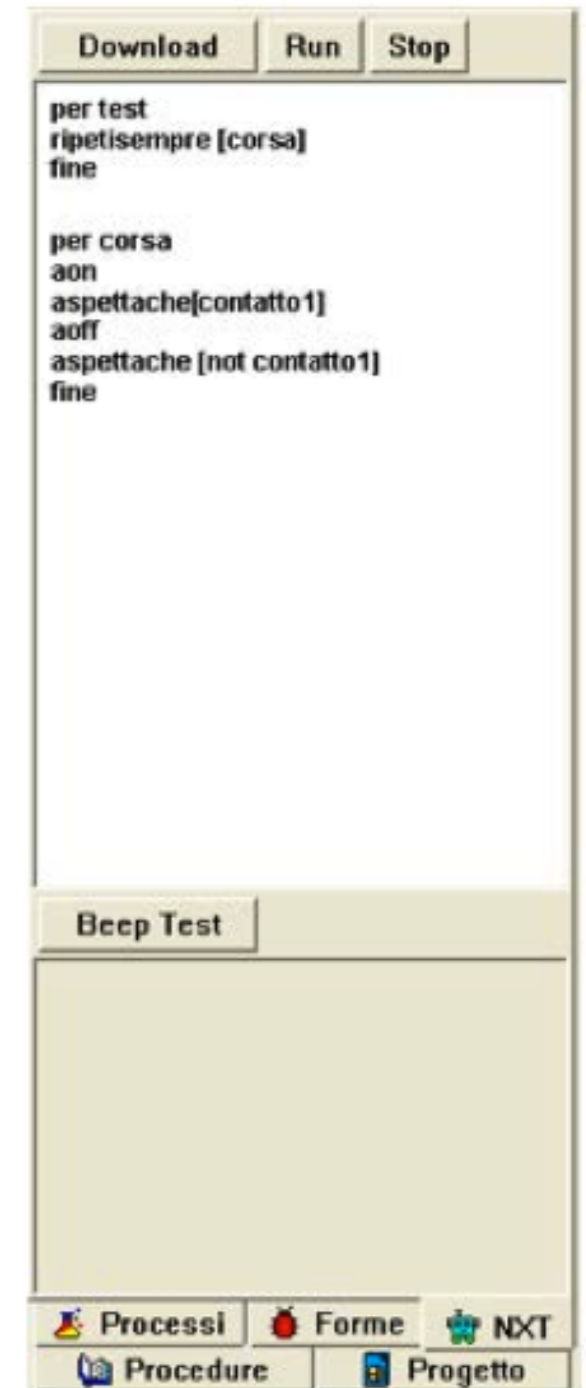 Download Run Stop
per test
ripetisempre [corsa]
fine
per corsa
aon
aspettache[contatto1]
aoff
aspettache [not contatto1]
fine
Beep Test
Processi Forme NXT
Procedure Progetto